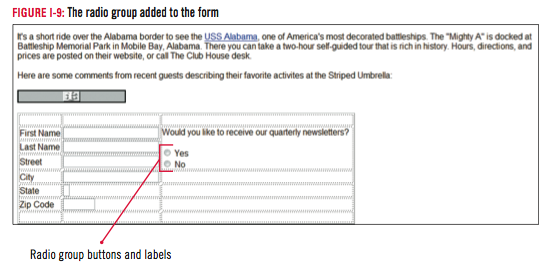 FIGURE I-9: The radio group added to the form
It's a short ride over the Alabama border to see the USS Alabama, one of America's most decorated battleships. The "Mighty A" is docked at
Battleship Memorial Park in Mobile Bay, Alabama. There you can take a two-hour self-guided tour that is rich in history. Hours, directions, and
prices are posted on their website, or call The Club House desk.
Here are some comments from recent guests describing their favorite activites at the Striped Umbrella:
First Name
Would you like to receive our quarterly newsletters?
Last Name
Yes
Street
No
City
State
Zip Code
Radio group buttons and labels